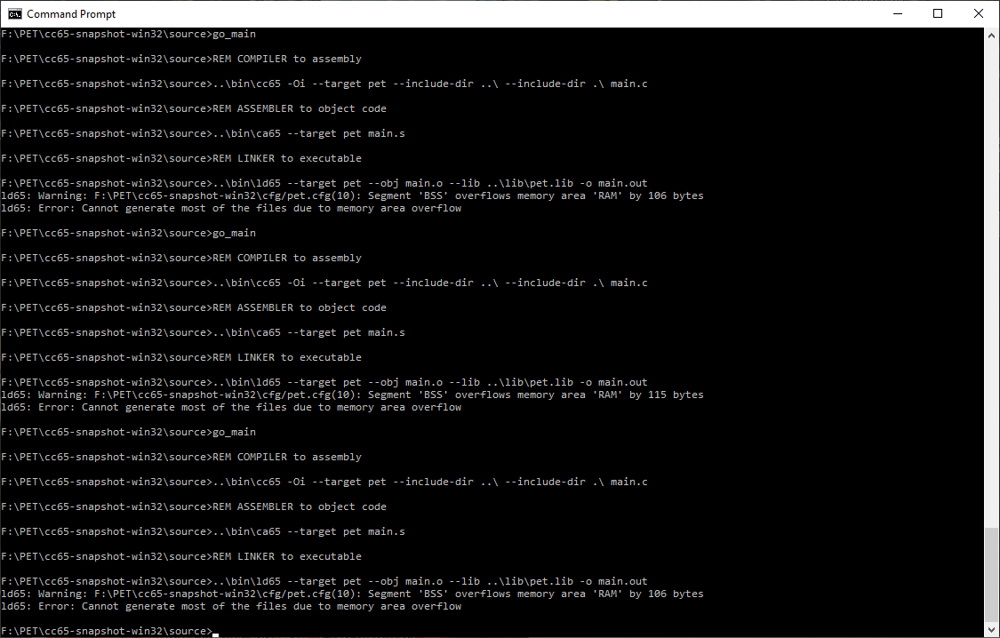 Command Prompt
F:\PET\cc65-snapshot-win32\source>go_main
F:\PET\cc65-snapshot-win32\source>REM COMPILER to assembly
F:\PET\cc65-snapshot-win32\source>..\bin\cc65 -Oi --target pet --include-dir ..\ --include-dir .\ main.c
F:\PET\cc65-snapshot-win32\source>REM ASSEMBLER to object code
F:\PET\cc65-snapshot-win32\source>..\bin\ca65 --target pet main.s
F:\PET\cc65-snapshot-win32\source>REM LINKER to executable
F:\PET\cc65-snapshot-win32\source>..\bin\ld65 --target pet --obj main.o --lib ..\lib\pet.lib -o main.out
ld65: Warning: F:\PET\cc65-snapshot-win32\cfg/pet.cfg(10): Segment 'BSS' overflows memory area 'RAM' by 106 bytes
ld65: Error: Cannot generate most of the files due to memory area overflow
F:\PET\cc65-snapshot-win32\source>go_main
F:\PET\cc65-snapshot-win32\source>REM COMPILER to assembly
F:\PET\cc65-snapshot-win32\source>..\bin\cc65 -Oi --target pet --include-dir ..\ --include-dir .\ main.c
F:\PET\cc65-snapshot-win32\source>REM ASSEMBLER to object code
F:\PET\cc65-snapshot-win32\source>..\bin\ca65 --target pet main.s
F:\PET\cc65-snapshot-win32\source>REM LINKER to executable
F:\PET\cc65-snapshot-win32\source>..\bin\ld65 --target pet --obj main.o --lib ..\lib\pet.lib -o main.out
ld65: Warning: F:\PET\cc65-snapshot-win32\cfg/pet.cfg(10): Segment 'BSS' overflows memory area 'RAM' by 115 bytes
ld65: Error: Cannot generate most of the files due to memory area overflow
F:\PET\cc65-snapshot-win32\source>go_main
F:\PET\cc65-snapshot-win32\source>REM COMPILER to assembly
F:\PET\cc65-snapshot-win32\source>..\bin\cc65 -Oi --target pet --include-dir ..\ --include-dir .\ main.c
F:\PET\cc65-snapshot-win32\source>REM ASSEMBLER to object code
F:\PET\cc65-snapshot-win32\source>..\bin\ca65 --target pet main.s
F:\PET\cc65-snapshot-win32\source>REM LINKER to executable
F:\PET\cc65-snapshot-win32\source>..\bin\ld65 --target pet --obj main.o --lib ..\lib\pet.lib -o main.out
ld65: Warning: F:\PET\cc65-snapshot-win32\cfg/pet.cfg(10): Segment 'BSS' overflows memory area 'RAM' by 106 bytes
ld65: Error: Cannot generate most of the files due to memory area overflow
F:\PET\cc65-snapshot-win32\source>